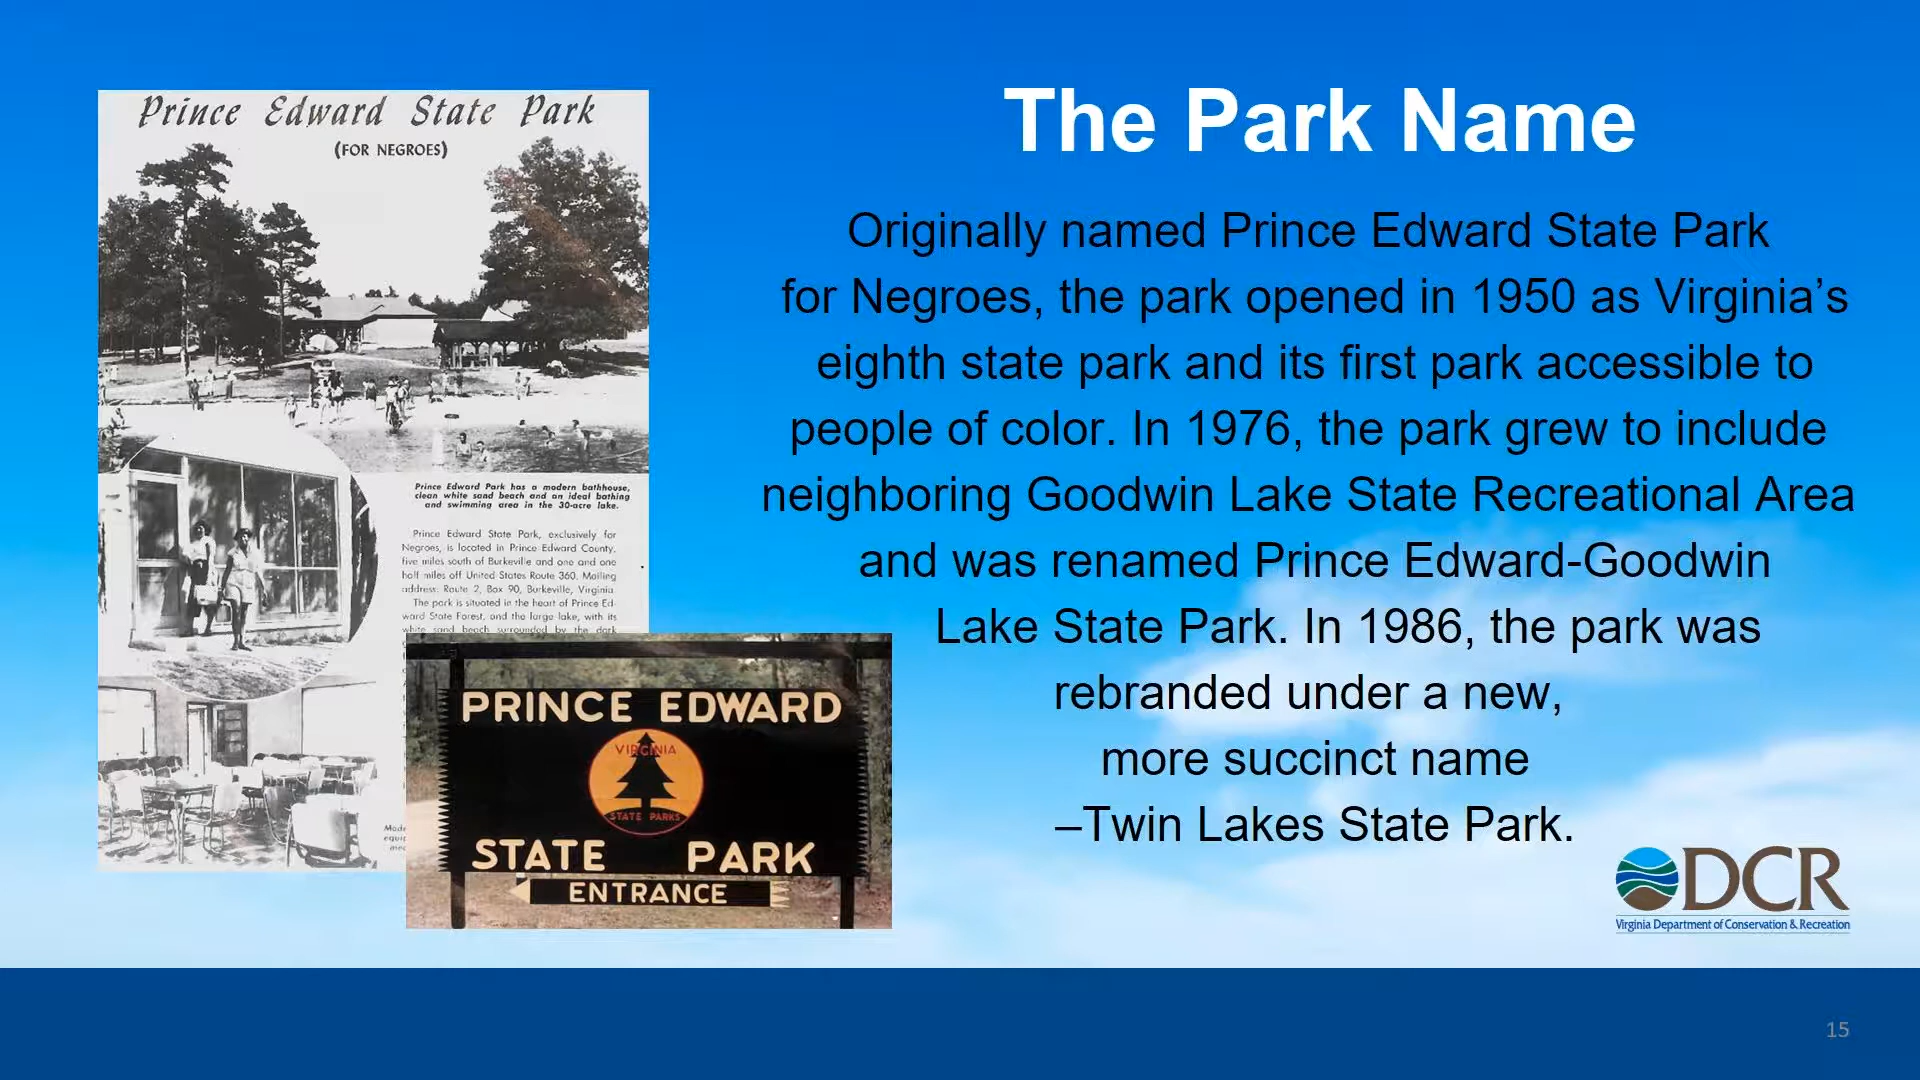 Prince Edward State Park
(FOR NEGROES)
Prince Edward Park has a modern bathhouse,
clean white sand beach and an ideal bathing
and swimming area in the 30-acre lake.
Prince Edward State Park, exclusively for
Negroes, is located in Prince Edward County,
five miles south of Burkeville and one and one
half miles off United States Route 360. Mailing
address: Route 2, Box 90, Burkeville, Virginia.
The park is situated in the heart of Prince Ed-
ward State Forest, and the large lake, with its
white sand beach surrounded by the dark
PRINCE EDWARD
VIRGINIA
STATE PARKS
STATE PARK
ENTRANCE
The Park Name
Originally named Prince Edward State Park
for Negroes, the park opened in 1950 as Virginia’s
eighth state park and its first park accessible to
people of color. In 1976, the park grew to include
neighboring Goodwin Lake State Recreational Area
and was renamed Prince Edward-Goodwin
Lake State Park. In 1986, the park was
rebranded under a new,
more succinct name
–Twin Lakes State Park.
DCR
Virginia Department of Conservation & Recreation
15